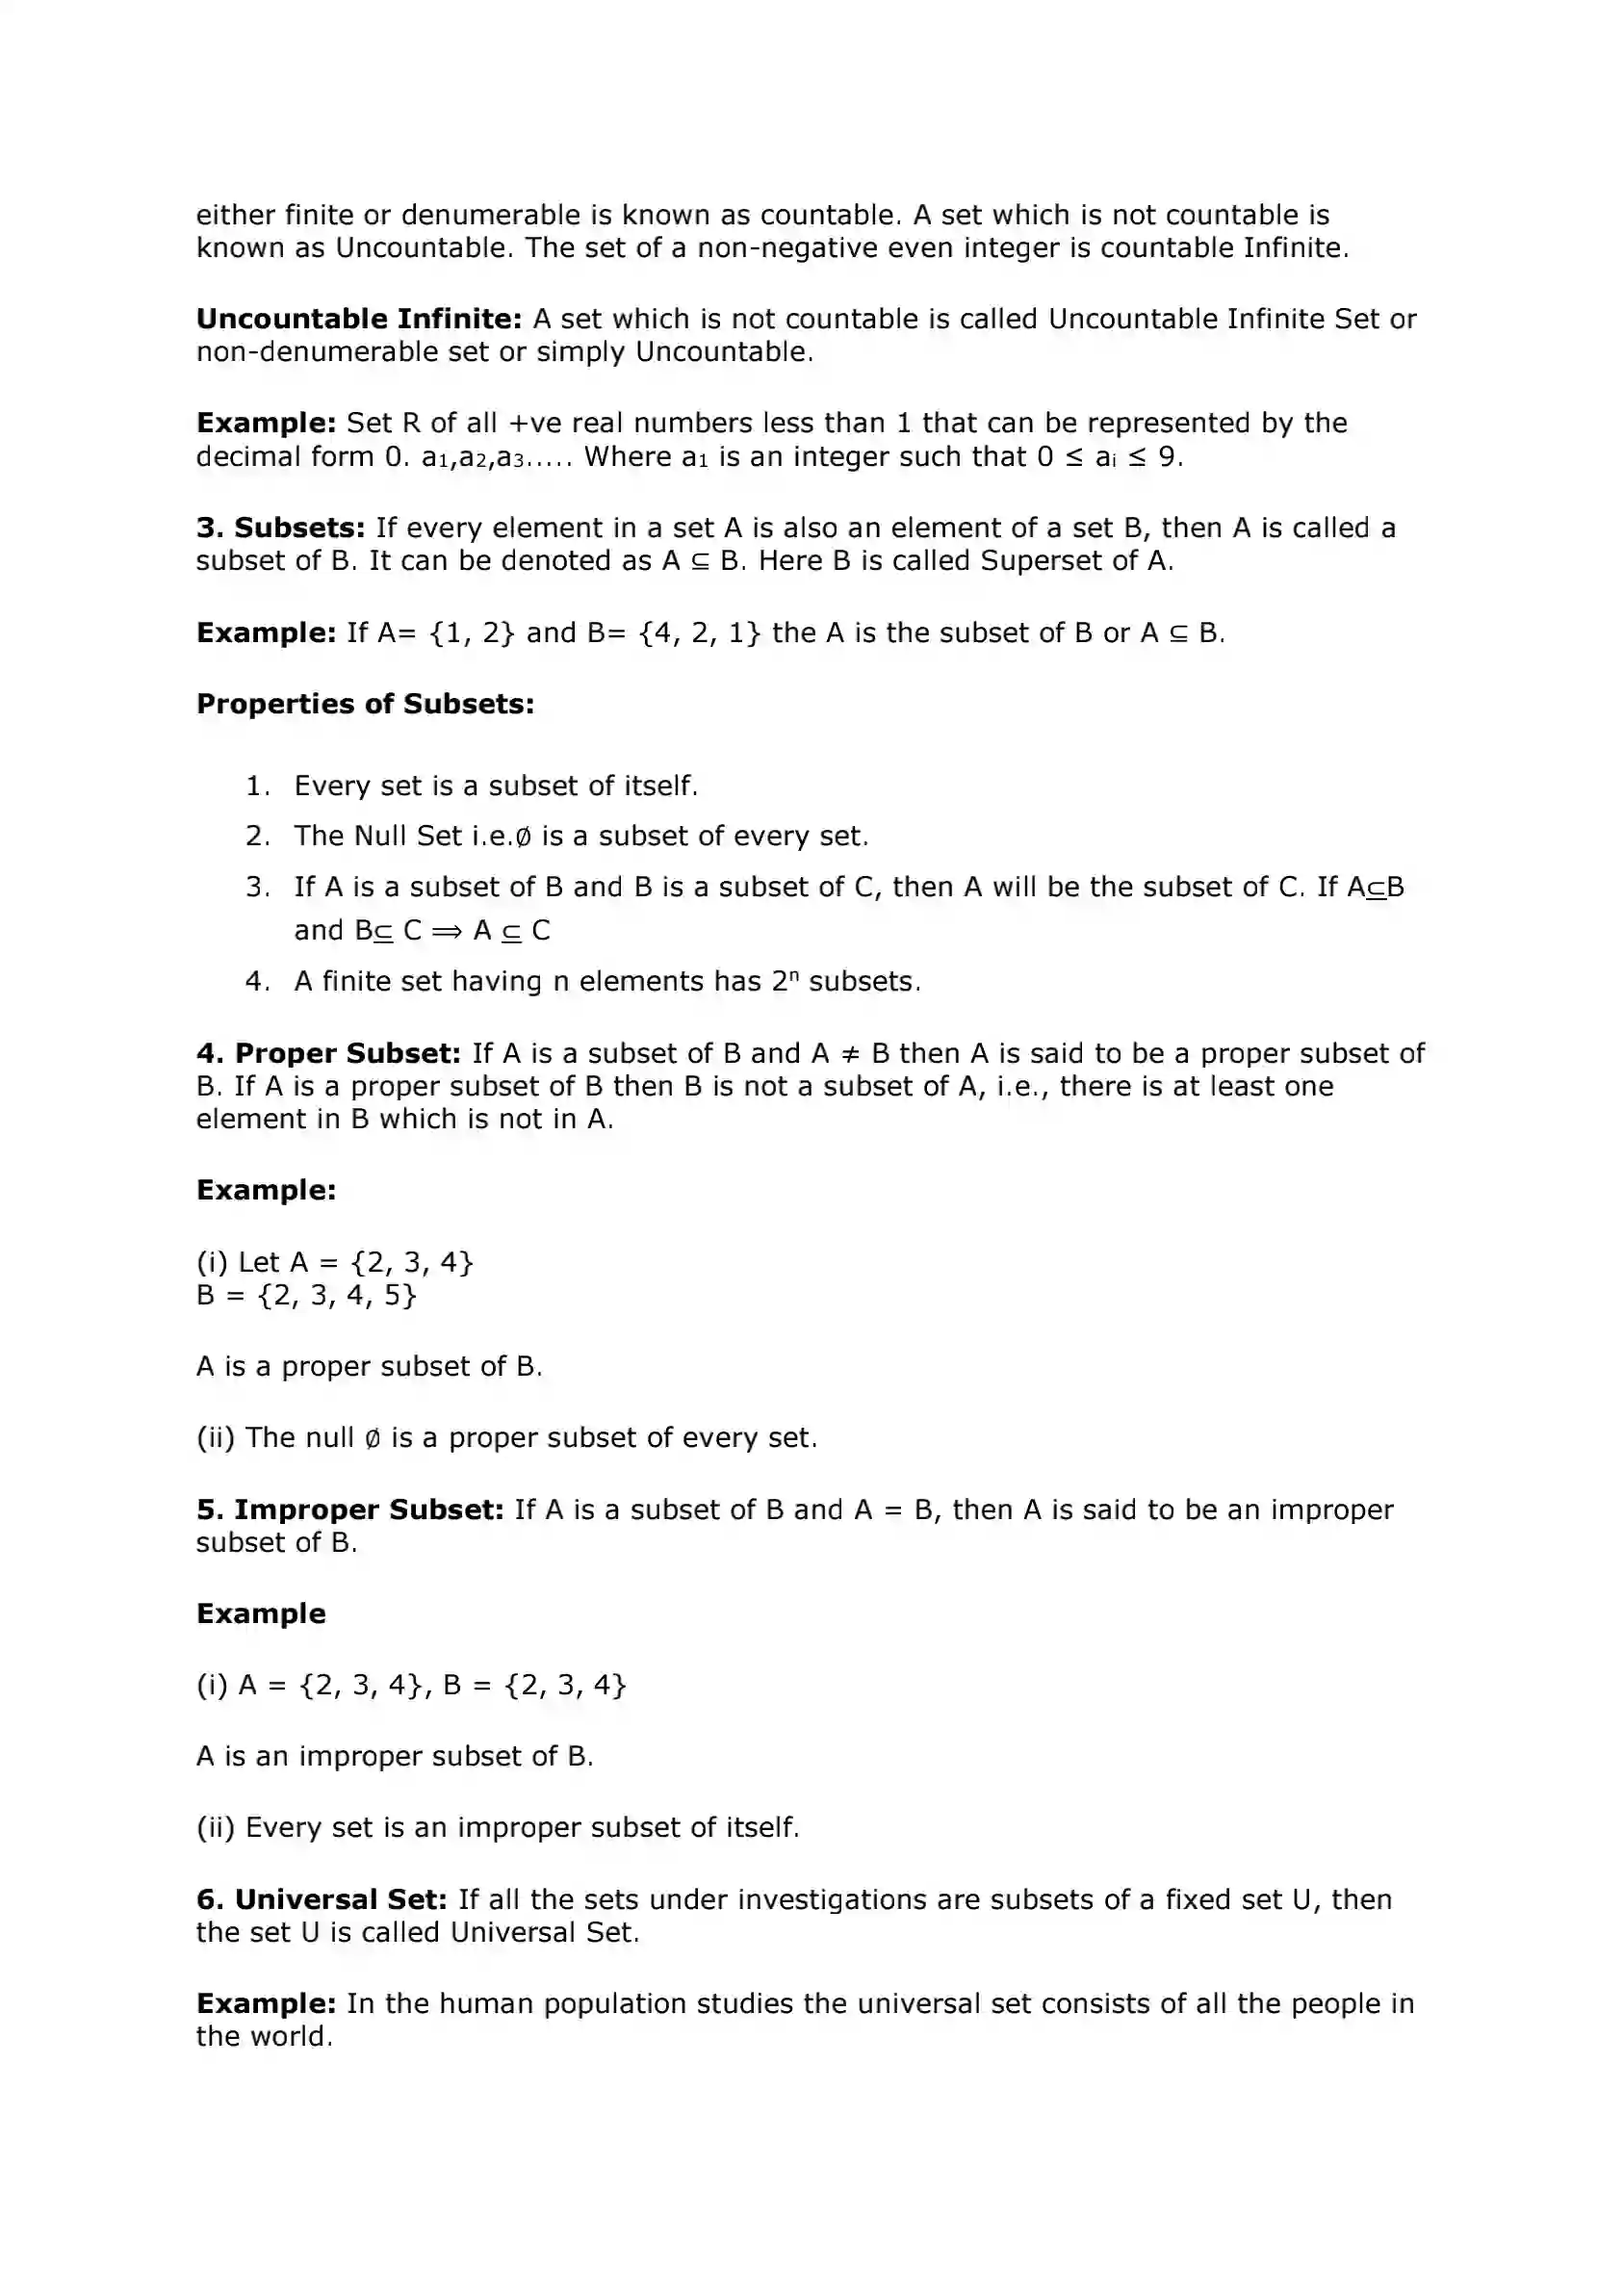 either finite or denumerable is known as countable. A set which is not countable is
known as Uncountable. The set of a non-negative even integer is countable Infinite.
Uncountable Infinite: A set which is not countable is called Uncountable Infinite Set or
non-denumerable set or simply Uncountable.
Example: Set R of all +ve real numbers less than 1 that can be represented by the
decimal form 0. a₁,a₂,a₃..... Where a₁ is an integer such that 0 ≤ aᵢ ≤ 9.
3. Subsets: If every element in a set A is also an element of a set B, then A is called a
subset of B. It can be denoted as A ⊆ B. Here B is called Superset of A.
Example: If A= {1, 2} and B= {4, 2, 1} the A is the subset of B or A ⊆ B.
Properties of Subsets:
1. Every set is a subset of itself.
2. The Null Set i.e.∅ is a subset of every set.
3. If A is a subset of B and B is a subset of C, then A will be the subset of C. If A⊆B
and B⊆ C ⟹ A ⊆ C
4. A finite set having n elements has 2ⁿ subsets.
4. Proper Subset: If A is a subset of B and A ≠ B then A is said to be a proper subset of
B. If A is a proper subset of B then B is not a subset of A, i.e., there is at least one
element in B which is not in A.
Example:
(i) Let A = {2, 3, 4}
B = {2, 3, 4, 5}
A is a proper subset of B.
(ii) The null ∅ is a proper subset of every set.
5. Improper Subset: If A is a subset of B and A = B, then A is said to be an improper
subset of B.
Example
(i) A = {2, 3, 4}, B = {2, 3, 4}
A is an improper subset of B.
(ii) Every set is an improper subset of itself.
6. Universal Set: If all the sets under investigations are subsets of a fixed set U, then
the set U is called Universal Set.
Example: In the human population studies the universal set consists of all the people in
the world.